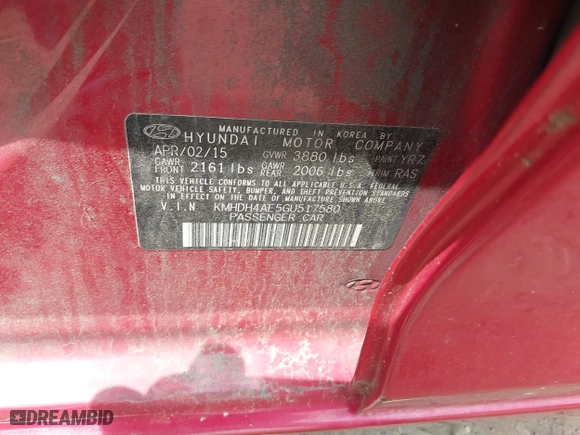 MANUFACTURED IN KOREA BY
HYUNDAI MOTOR COMPANY
APR/02/15 GVWR 3880 lbs PAINT YRZ
GAWR FRONT 2161 lbs GAWR REAR 2006 lbs TRIM RAS
THIS VEHICLE CONFORMS TO ALL APPLICABLE U.S.A. FEDERAL
MOTOR VEHICLE SAFETY, BUMPER, AND THEFT PREVENTION STANDARDS
IN EFFECT ON THE DATE OF MANUFACTURE SHOWN ABOVE.
V.I.N KMHDH4AE5GU517580
PASSENGER CAR
DREAMBID